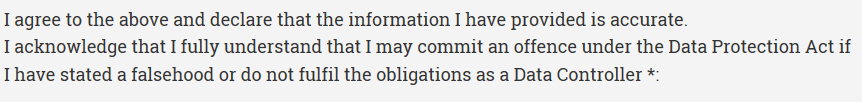 I agree to the above and declare that the information I have provided is accurate.
I acknowledge that I fully understand that I may commit an offence under the Data Protection Act if
I have stated a falsehood or do not fulfil the obligations as a Data Controller *: